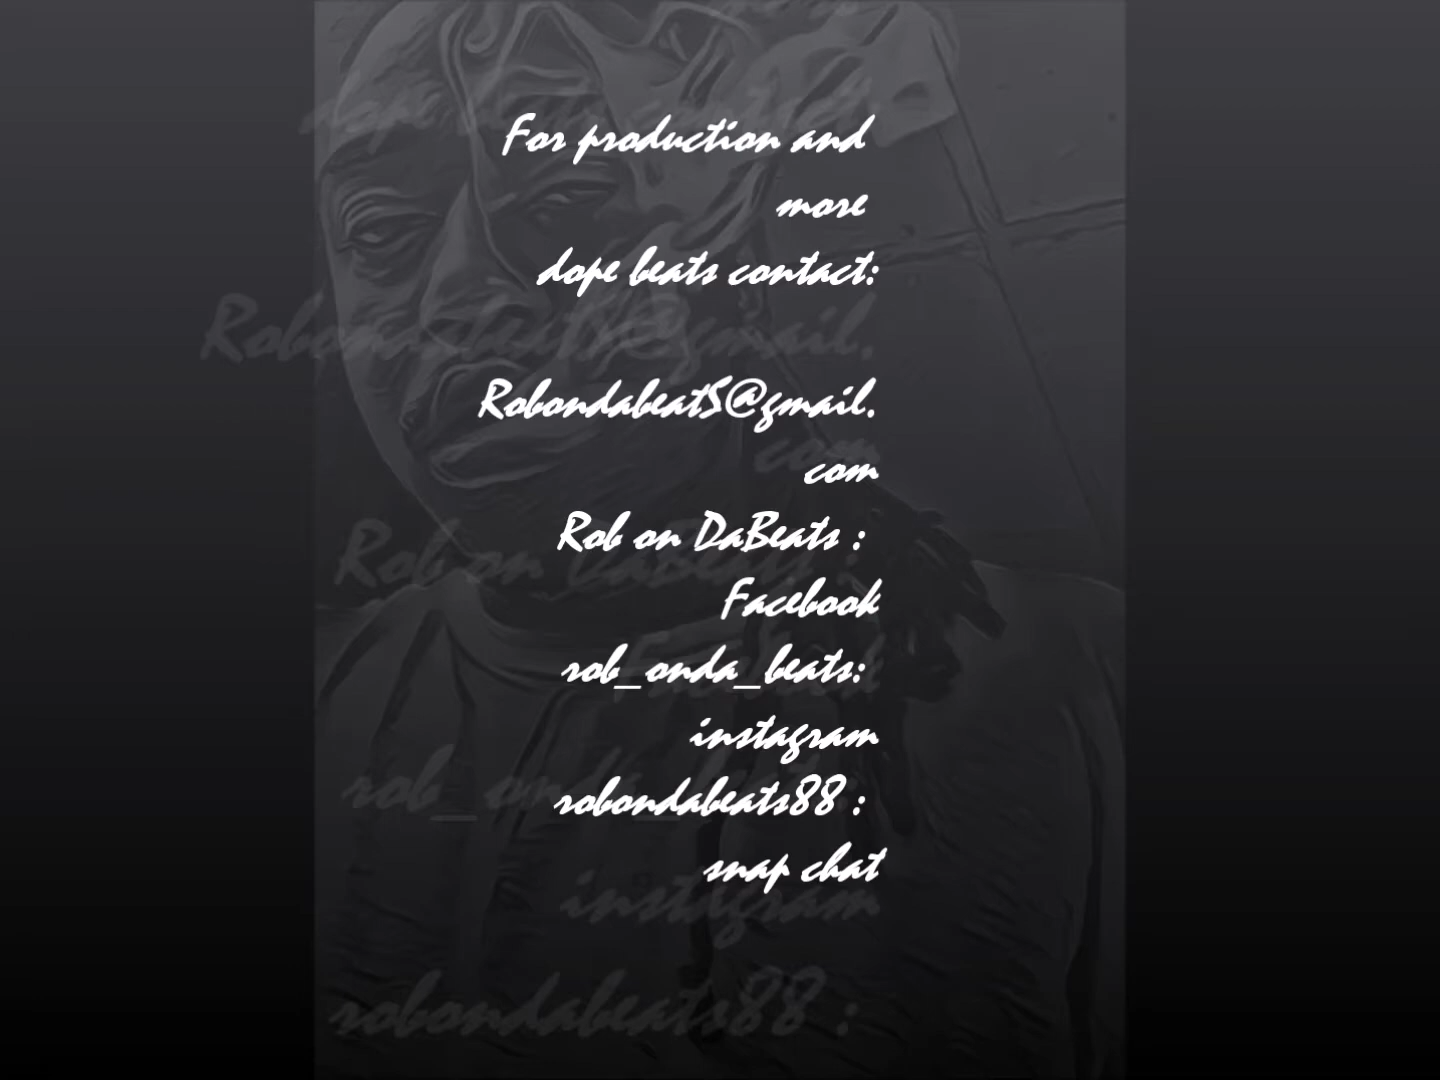 For production and
more
dope beats contact:
RobondabeatS@gmail.
com
Rob on DaBeats :
Facebook
rob_onda_beats:
instagram
robondabeats88 :
snap chat